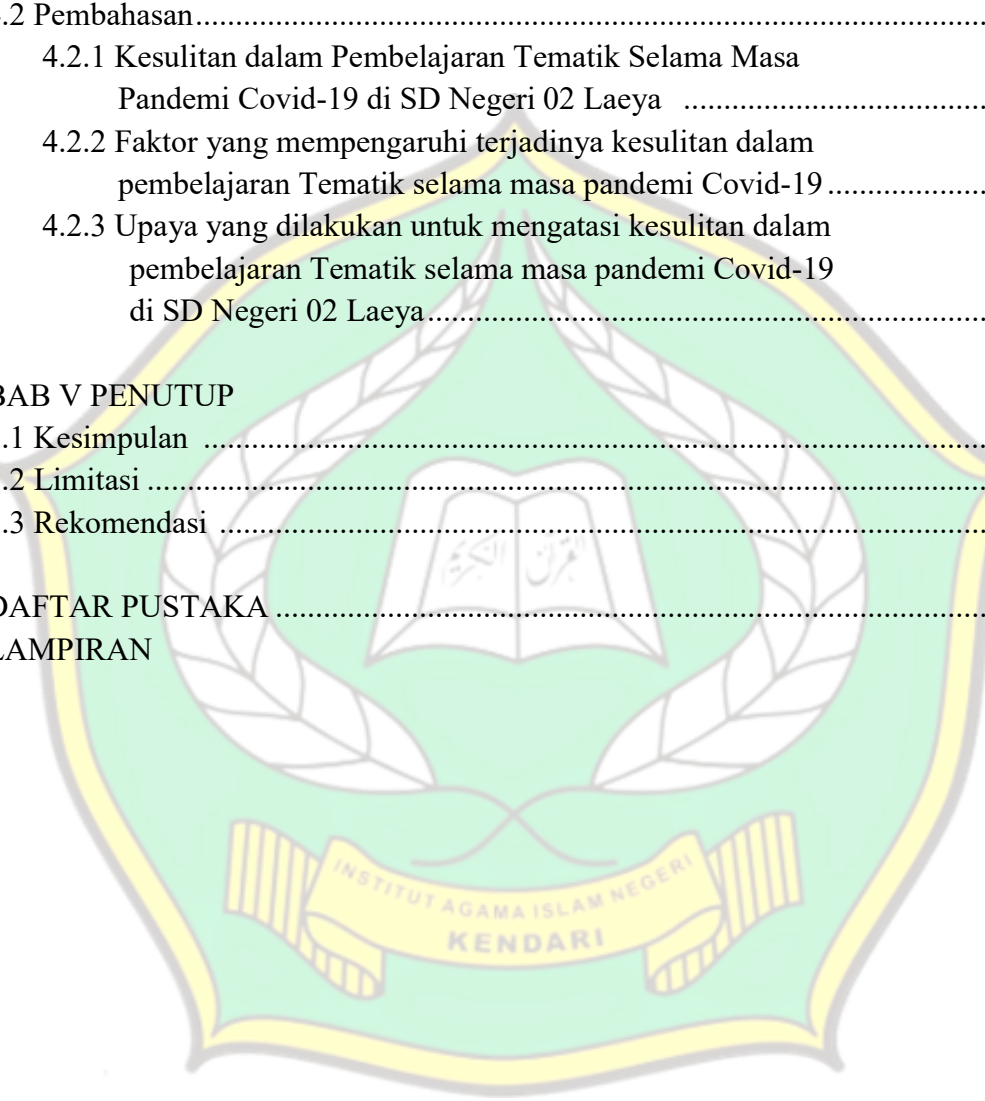 .2 Pembahasan
4.2.1 Kesulitan dalam Pembelajaran Tematik Selama Masa
Pandemi Covid-19 di SD Negeri 02 Laeya
4.2.2 Faktor yang mempengaruhi terjadinya kesulitan dalam
pembelajaran Tematik selama masa pandemi Covid-19
4.2.3 Upaya yang dilakukan untuk mengatasi kesulitan dalam
pembelajaran Tematik selama masa pandemi Covid-19
di SD Negeri 02 Laeya
BAB V PENUTUP
.1 Kesimpulan
.2 Limitasi
.3 Rekomendasi
القرآن الكريم
DAFTAR PUSTAKA
LAMPIRAN
INSTITUT AGAMA ISLAM NEGERI
KENDARI